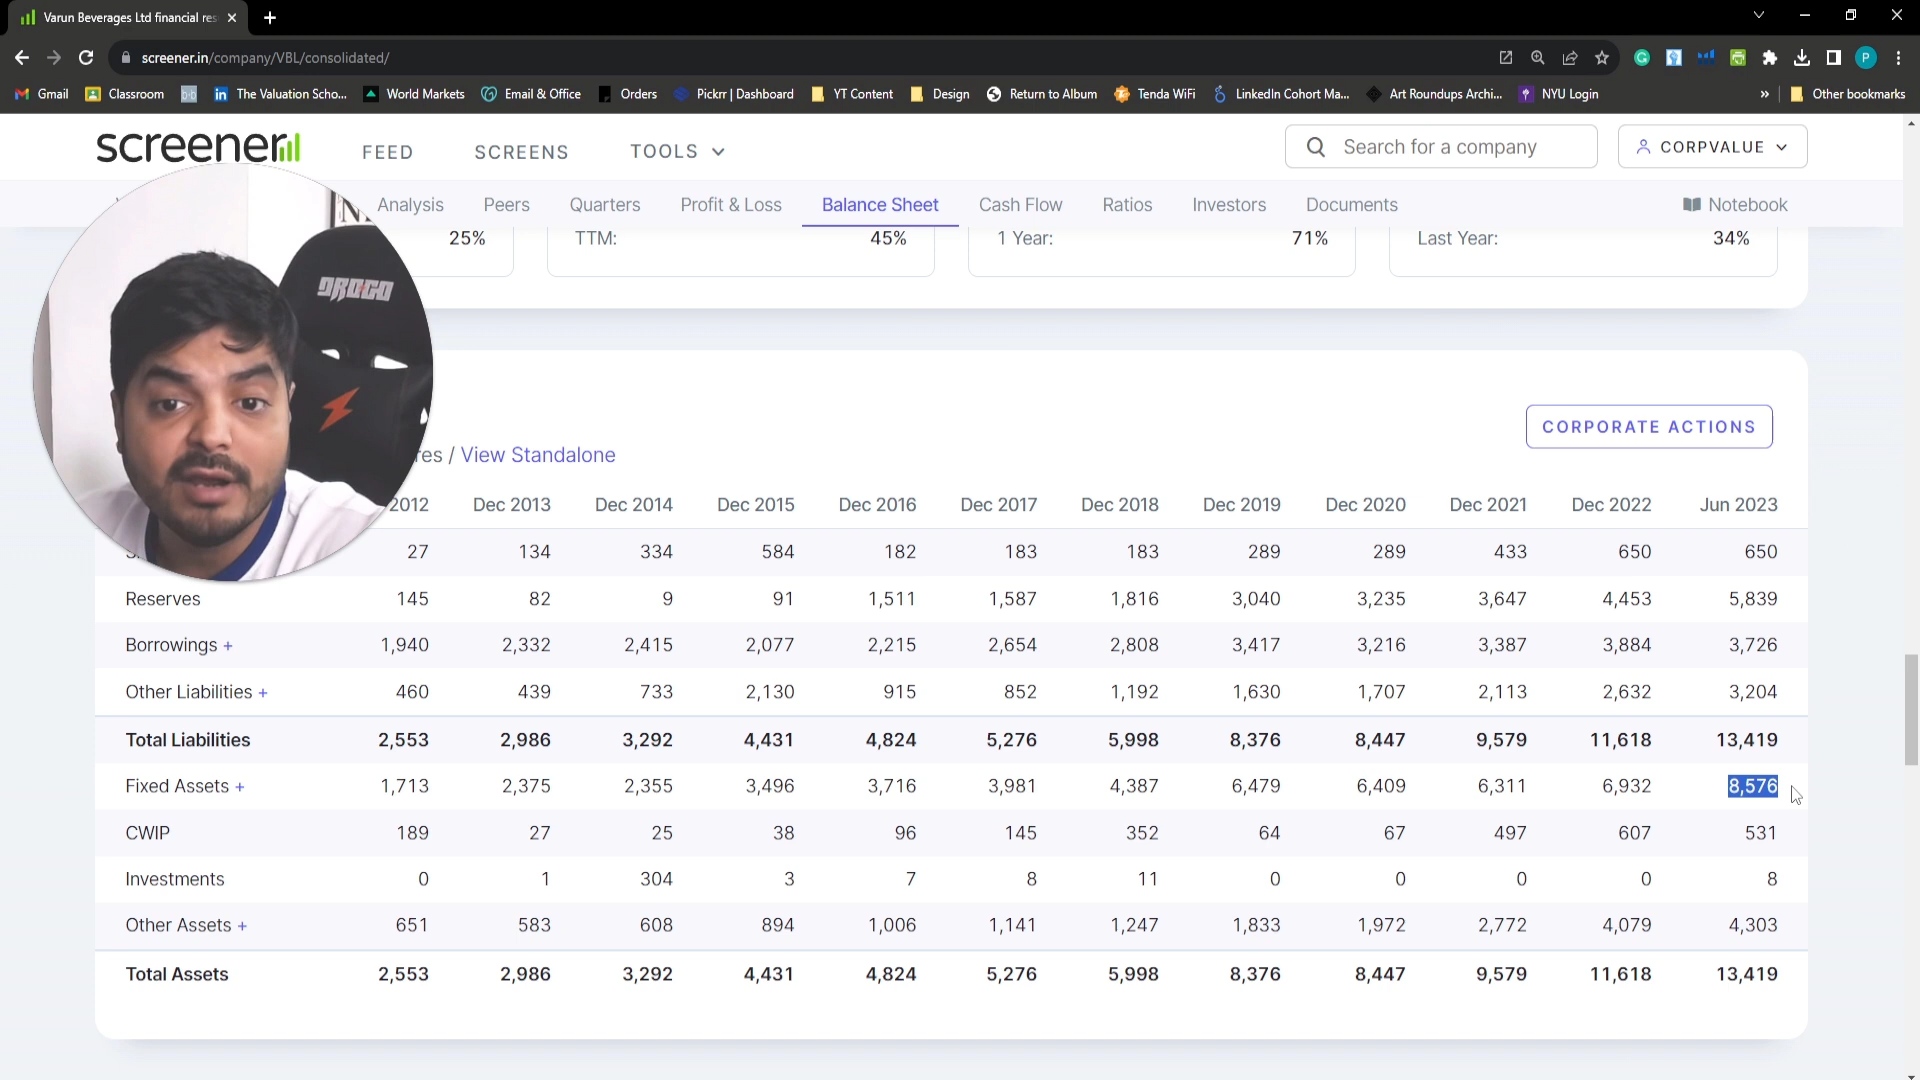 Varun Beverages Ltd financial res
screener.in/company/VBL/consolidated/
P
Gmail Classroom The Valuation Scho... World Markets Email & Office Orders Pickrr | Dashboard YT Content Design Return to Album Tenda WiFi LinkedIn Cohort Ma... Art Roundups Archi... NYU Login » Other bookmarks
screener FEED SCREENS TOOLS Search for a company CORPVALUE
Analysis Peers Quarters Profit & Loss Balance Sheet Cash Flow Ratios Investors Documents Notebook
25% TTM: 45% 1 Year: 71% Last Year: 34%
DROGO
CORPORATE ACTIONS
res / View Standalone
2012 Dec 2013 Dec 2014 Dec 2015 Dec 2016 Dec 2017 Dec 2018 Dec 2019 Dec 2020 Dec 2021 Dec 2022 Jun 2023
27 134 334 584 182 183 183 289 289 433 650 650
Reserves 145 82 9 91 1,511 1,587 1,816 3,040 3,235 3,647 4,453 5,839
Borrowings + 1,940 2,332 2,415 2,077 2,215 2,654 2,808 3,417 3,216 3,387 3,884 3,726
Other Liabilities + 460 439 733 2,130 915 852 1,192 1,630 1,707 2,113 2,632 3,204
Total Liabilities 2,553 2,986 3,292 4,431 4,824 5,276 5,998 8,376 8,447 9,579 11,618 13,419
Fixed Assets + 1,713 2,375 2,355 3,496 3,716 3,981 4,387 6,479 6,409 6,311 6,932 8,576
CWIP 189 27 25 38 96 145 352 64 67 497 607 531
Investments 0 1 304 3 7 8 11 0 0 0 0 8
Other Assets + 651 583 608 894 1,006 1,141 1,247 1,833 1,972 2,772 4,079 4,303
Total Assets 2,553 2,986 3,292 4,431 4,824 5,276 5,998 8,376 8,447 9,579 11,618 13,419